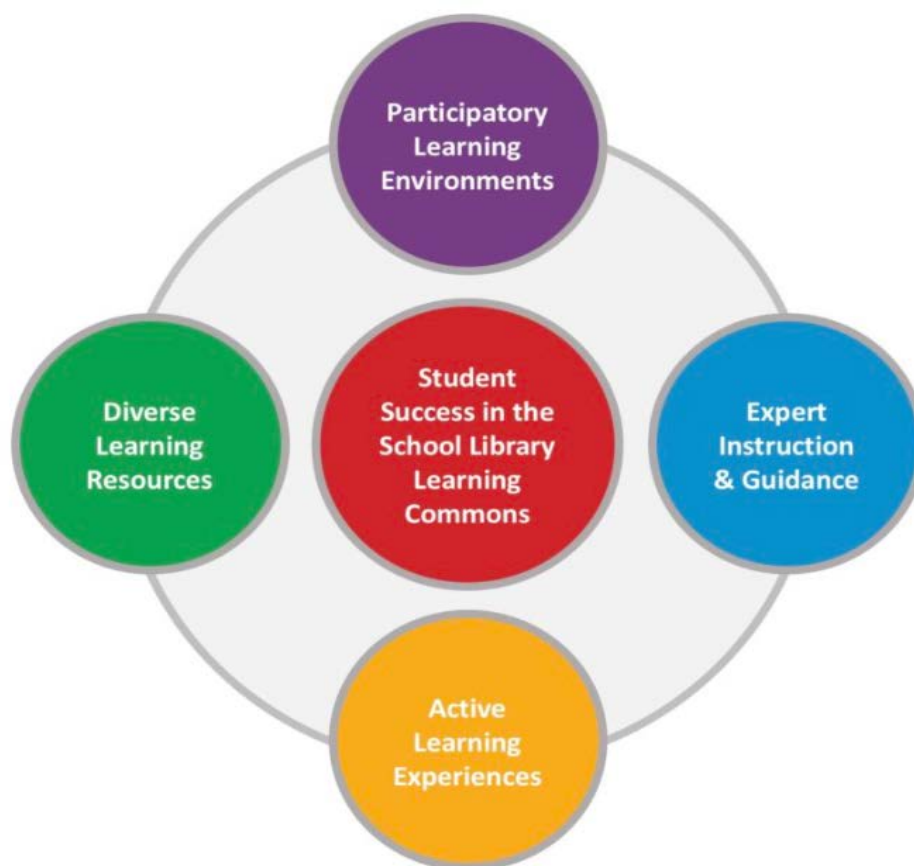 Participatory
Learning
Environments
Diverse
Learning
Resources
Student
Success in the
School Library
Learning
Commons
Expert
Instruction
& Guidance
Active
Learning
Experiences